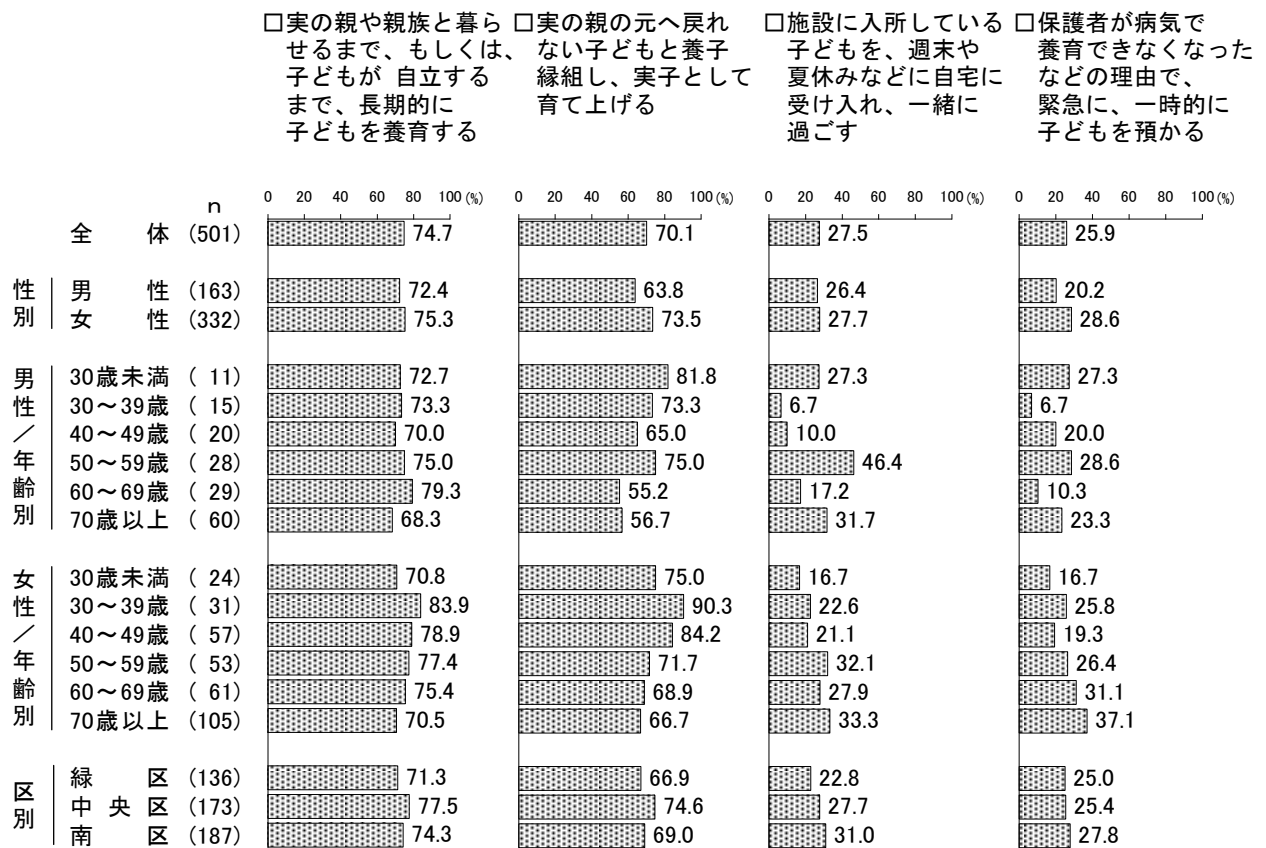 □実の親や親族と暮ら
せるまで、もしくは、
子どもが 自立する
まで、長期的に
子どもを養育する
□実の親の元へ戻れ
ない子どもと養子
縁組し、実子として
育て上げる
□施設に入所している
子どもを、週末や
夏休みなどに自宅に
受け入れ、一緒に
過ごす
□保護者が病気で
養育できなくなった
などの理由で、
緊急に、一時的に
子どもを預かる
n
0 20 40 60 80 100(%) 0 20 40 60 80 100(%) 0 20 40 60 80 100(%) 0 20 40 60 80 100(%)
全体 (501) 74.7 70.1 27.5 25.9
性別
男性 (163) 72.4 63.8 26.4 20.2
女性 (332) 75.3 73.5 27.7 28.6
男性／年齢別
30歳未満 ( 11) 72.7 81.8 27.3 27.3
30～39歳 ( 15) 73.3 73.3 6.7 6.7
40～49歳 ( 20) 70.0 65.0 10.0 20.0
50～59歳 ( 28) 75.0 75.0 46.4 28.6
60～69歳 ( 29) 79.3 55.2 17.2 10.3
70歳以上 ( 60) 68.3 56.7 31.7 23.3
女性／年齢別
30歳未満 ( 24) 70.8 75.0 16.7 16.7
30～39歳 ( 31) 83.9 90.3 22.6 25.8
40～49歳 ( 57) 78.9 84.2 21.1 19.3
50～59歳 ( 53) 77.4 71.7 32.1 26.4
60～69歳 ( 61) 75.4 68.9 27.9 31.1
70歳以上 (105) 70.5 66.7 33.3 37.1
区別
緑区 (136) 71.3 66.9 22.8 25.0
中央区 (173) 77.5 74.6 27.7 25.4
南区 (187) 74.3 69.0 31.0 27.8